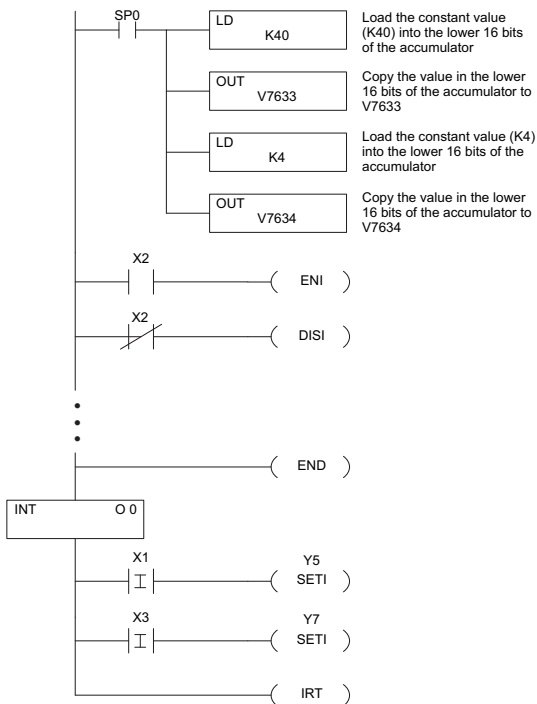 SP0
LD
K40
Load the constant value
(K40) into the lower 16 bits
of the accumulator
OUT
V7633
Copy the value in the lower
16 bits of the accumulator to
V7633
LD
K4
Load the constant value (K4)
into the lower 16 bits of the
accumulator
OUT
V7634
Copy the value in the lower
16 bits of the accumulator to
V7634
X2
ENI
X2
DISI
END
INT O 0
X1
I
Y5
SETI
X3
I
Y7
SETI
IRT